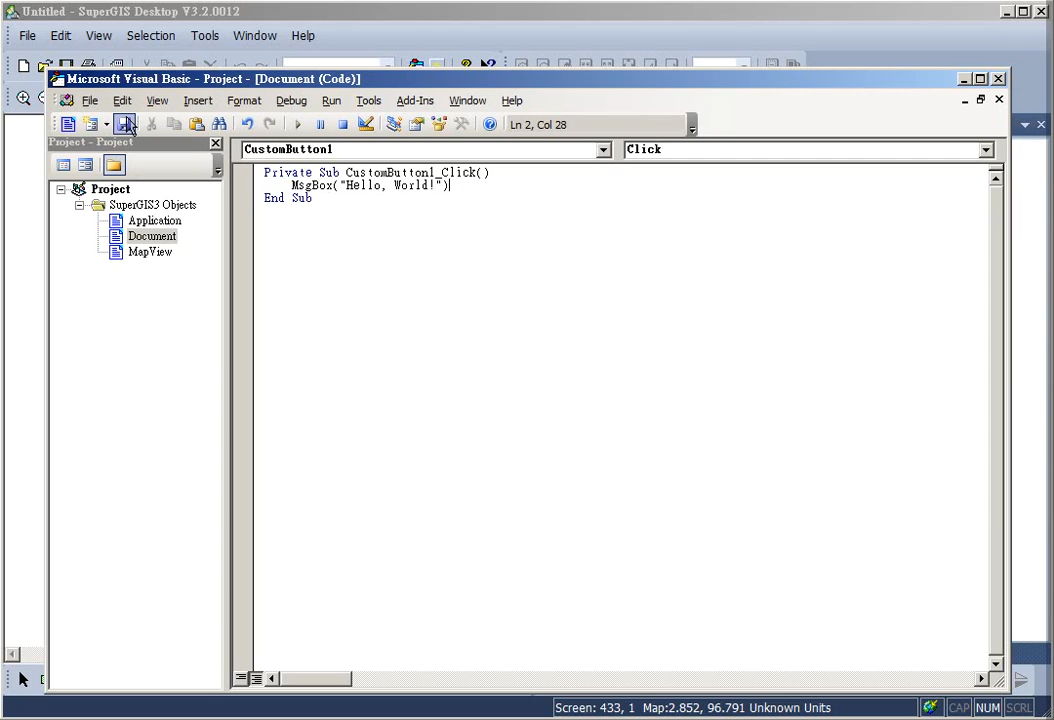 Untitled - SuperGIS Desktop V3.2.0012
File Edit View Selection Tools Window Help
Microsoft Visual Basic - Project - [Document (Code)]
File Edit View Insert Format Debug Run Tools Add-Ins Window Help
Ln 2, Col 28
Project - Project
CustomButton1 Click
Project
SuperGIS3 Objects
Application
Document
MapView
Private Sub CustomButton1_Click()
MsgBox("Hello, World!")
End Sub
Screen: 433, 1 Map:2.852, 96.791 Unknown Units CAP NUM SCRL